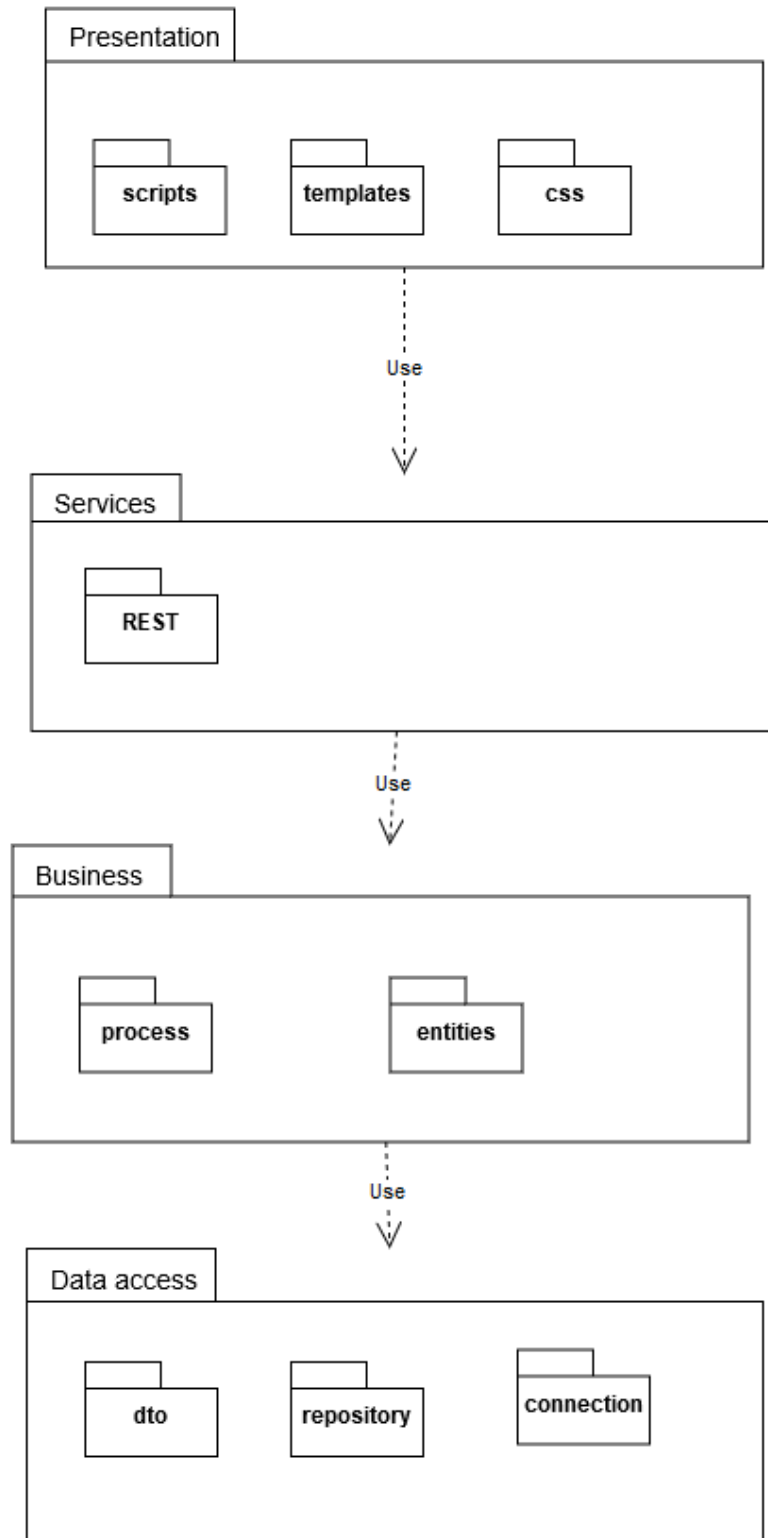 Presentation
scripts
templates
css
Use
Services
REST
Use
Business
process
entities
Use
Data access
dto
repository
connection